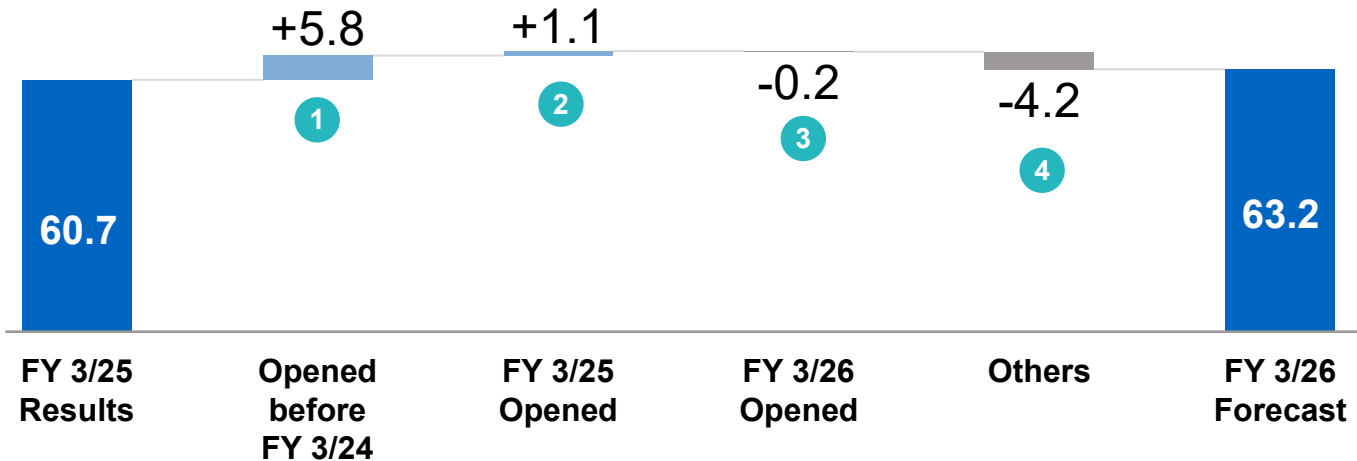 +5.8
+1.1
-0.2
-4.2
1
2
3
4
60.7
63.2
FY 3/25
Results
Opened
before
FY 3/24
FY 3/25
Opened
FY 3/26
Opened
Others
FY 3/26
Forecast